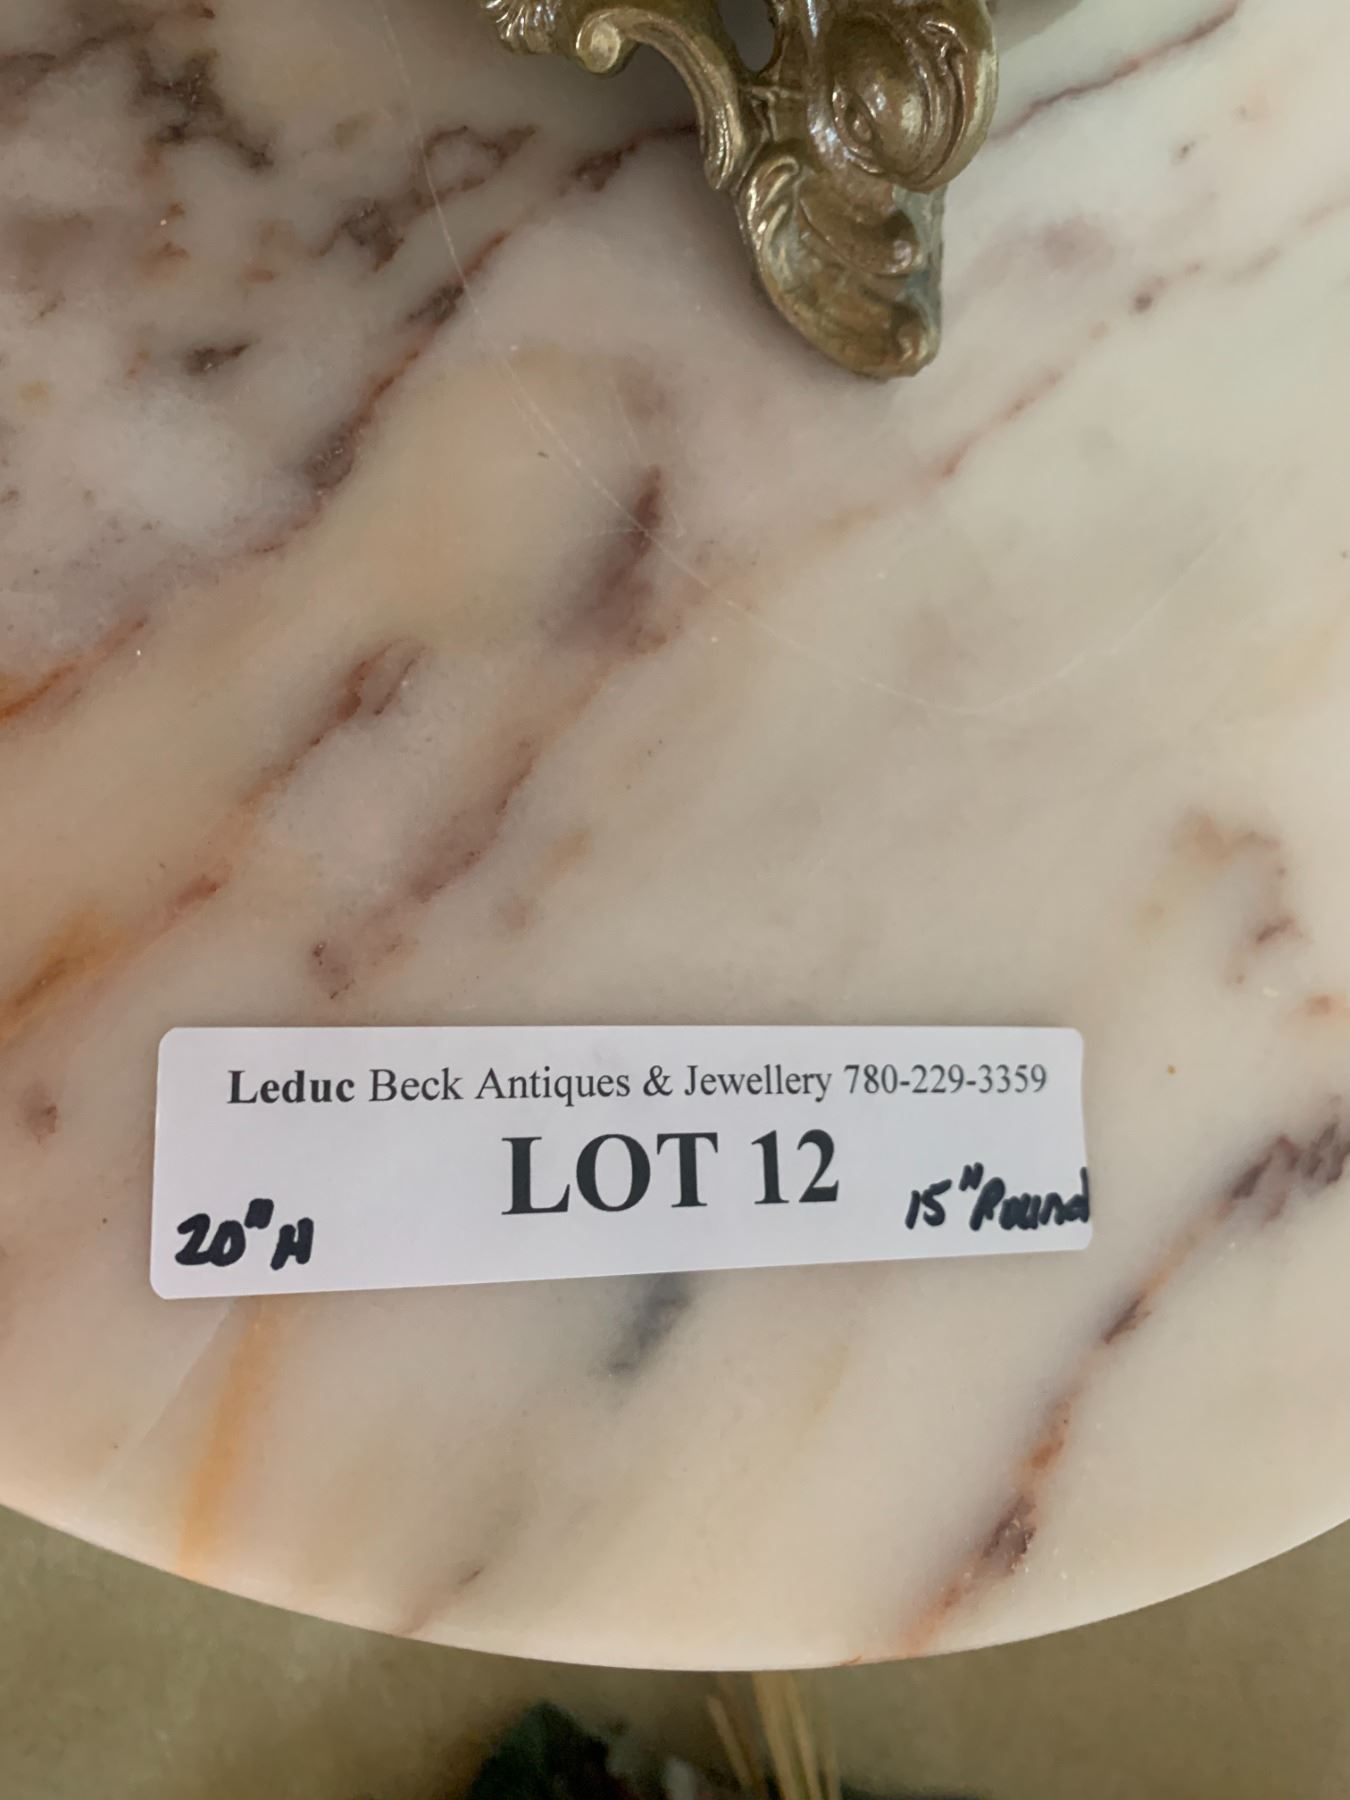 Leduc Beck Antiques & Jewellery 780-229-3359
LOT 12
20" H
15" Round